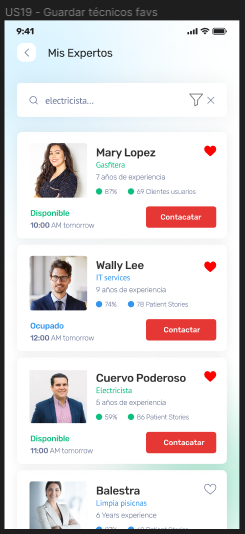 US19 - Guardar técnicos favs
9:41
Mis Expertos
electricista...
Mary Lopez
Gasfitera
7 años de experiencia
87% 69 Clientes usuarios
Disponible
10:00 AM tomorrow
Contacatar
Wally Lee
IT services
9 años de experiencia
74% 78 Patient Stories
Ocupado
12:00 AM tomorrow
Contactar
Cuervo Poderoso
Electricista
5 años de experiencia
59% 86 Patient Stories
Disponible
11:00 AM tomorrow
Contacatar
Balestra
Limpia pisicnas
6 Years experience